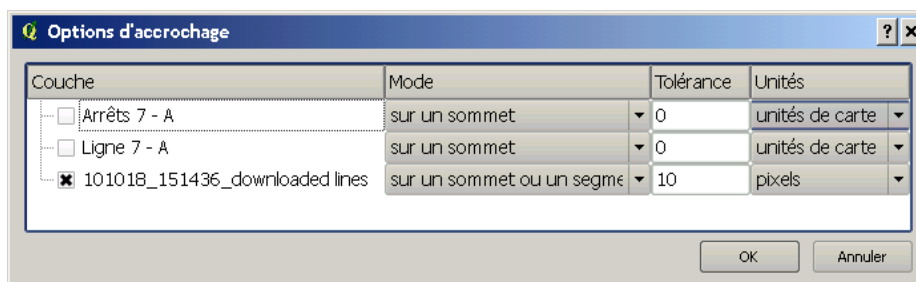 Options d'accrochage
Couche Mode Tolérance Unités
Arrêts 7 - A sur un sommet 0 unités de carte
Ligne 7 - A sur un sommet 0 unités de carte
101018_151436_downloaded lines sur un sommet ou un segme 10 pixels
OK Annuler